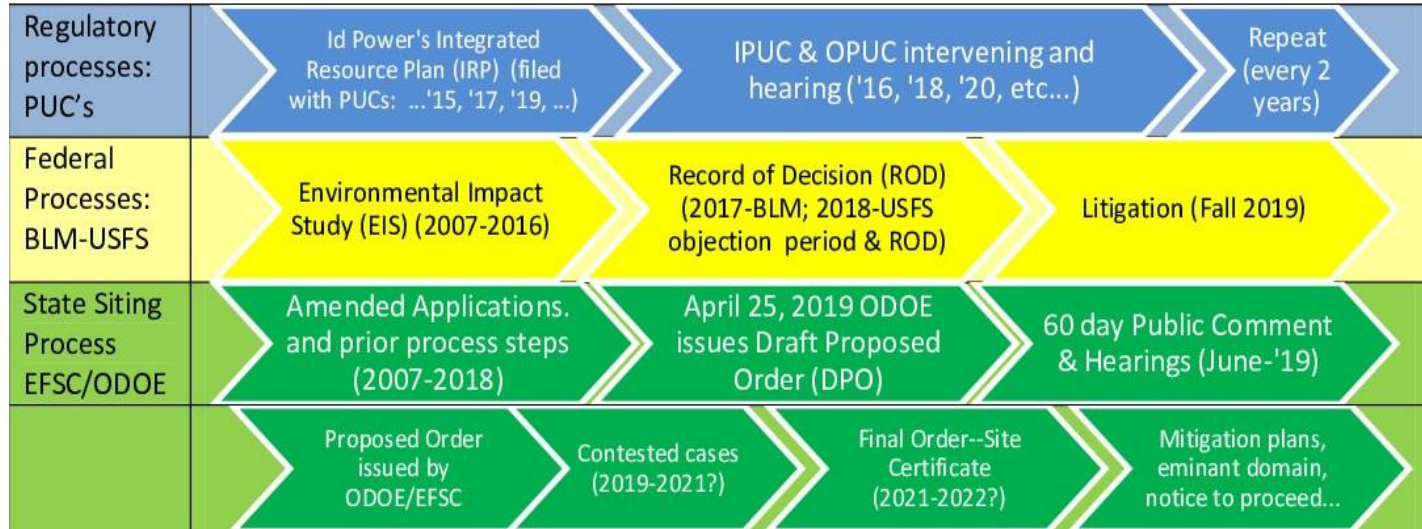 Regulatory
processes:
PUC's
Id Power's Integrated
Resource Plan (IRP) (filed
with PUCs: ...'15, '17, '19, ...)
IPUC & OPUC intervening and
hearing ('16, '18, '20, etc...)
Repeat
(every 2
years)
Federal
Processes:
BLM-USFS
Environmental Impact
Study (EIS) (2007-2016)
Record of Decision (ROD)
(2017-BLM; 2018-USFS
objection period & ROD)
Litigation (Fall 2019)
State Siting
Process
EFSC/ODOE
Amended Applications.
and prior process steps
(2007-2018)
April 25, 2019 ODOE
issues Draft Proposed
Order (DPO)
60 day Public Comment
& Hearings (June-'19)
Proposed Order
issued by
ODOE/EFSC
Contested cases
(2019-2021?)
Final Order--Site
Certificate
(2021-2022?)
Mitigation plans,
eminant domain,
notice to proceed...